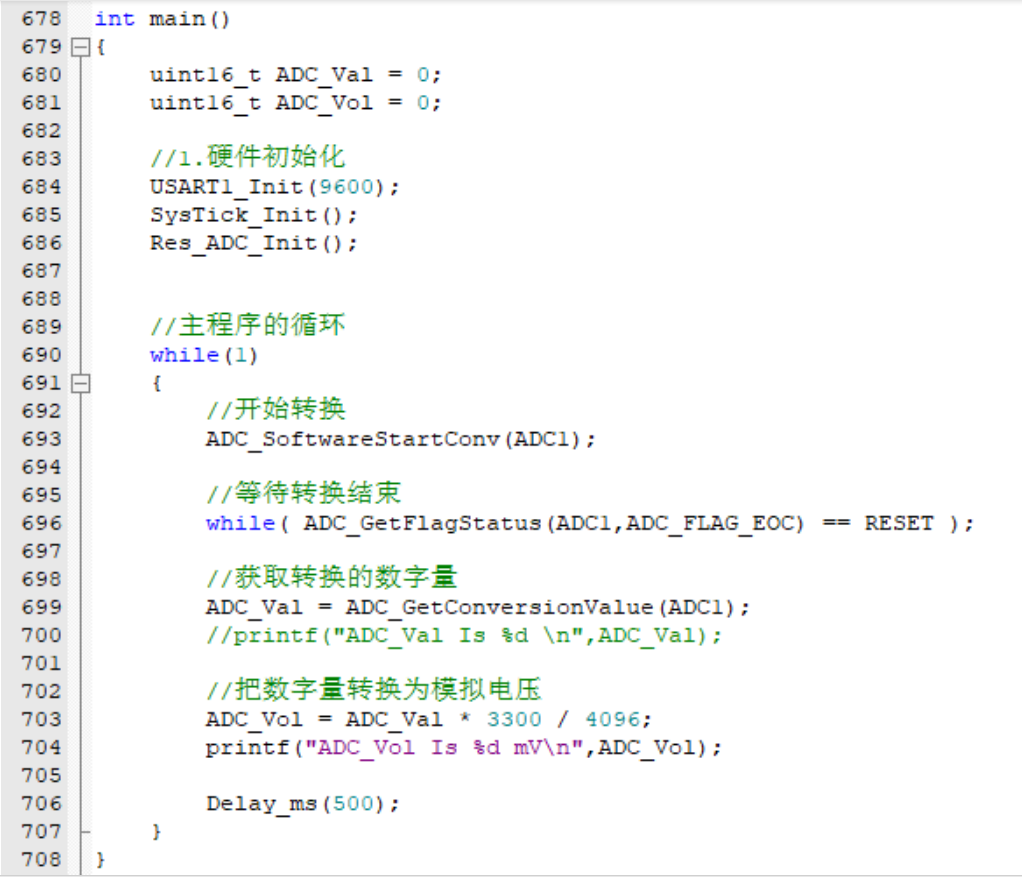 678 int main()
679 {
680 uint16_t ADC_Val = 0;
681 uint16_t ADC_Vol = 0;
682
683 //1.硬件初始化
684 USART1_Init(9600);
685 SysTick_Init();
686 Res_ADC_Init();
687
688
689 //主程序的循环
690 while(1)
691 {
692 //开始转换
693 ADC_SoftwareStartConv(ADC1);
694
695 //等待转换结束
696 while( ADC_GetFlagStatus(ADC1,ADC_FLAG_EOC) == RESET );
697
698 //获取转换的数字量
699 ADC_Val = ADC_GetConversionValue(ADC1);
700 //printf("ADC_Val Is %d \n",ADC_Val);
701
702 //把数字量转换为模拟电压
703 ADC_Vol = ADC_Val * 3300 / 4096;
704 printf("ADC_Vol Is %d mV\n",ADC_Vol);
705
706 Delay_ms(500);
707 }
708 }